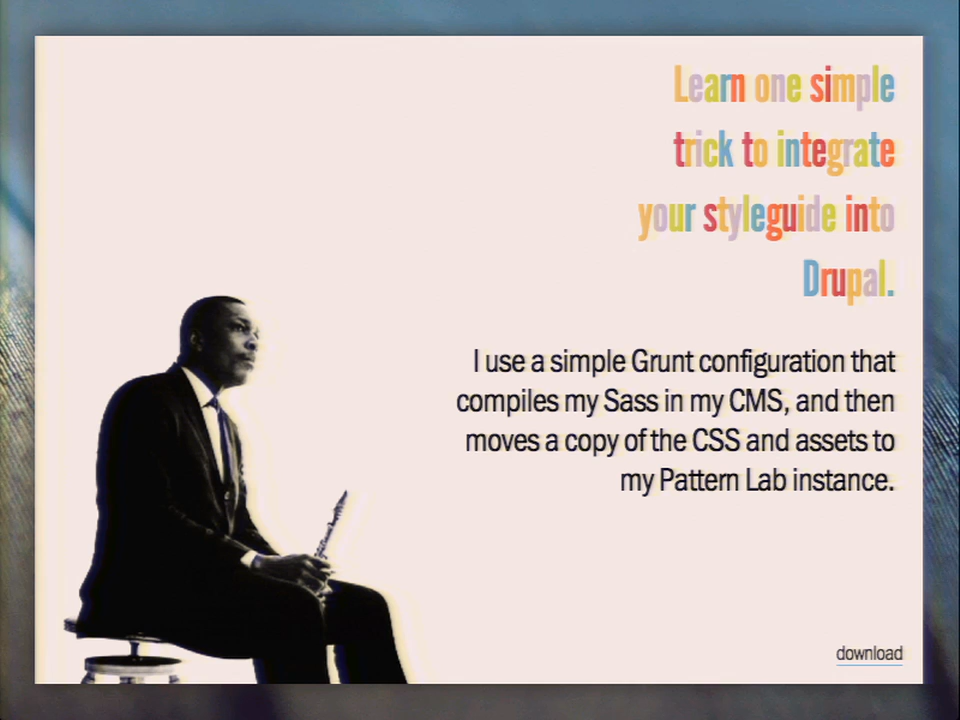 Learn one simple
trick to integrate
your styleguide into
Drupal.
I use a simple Grunt configuration that
compiles my Sass in my CMS, and then
moves a copy of the CSS and assets to
my Pattern Lab instance.
download